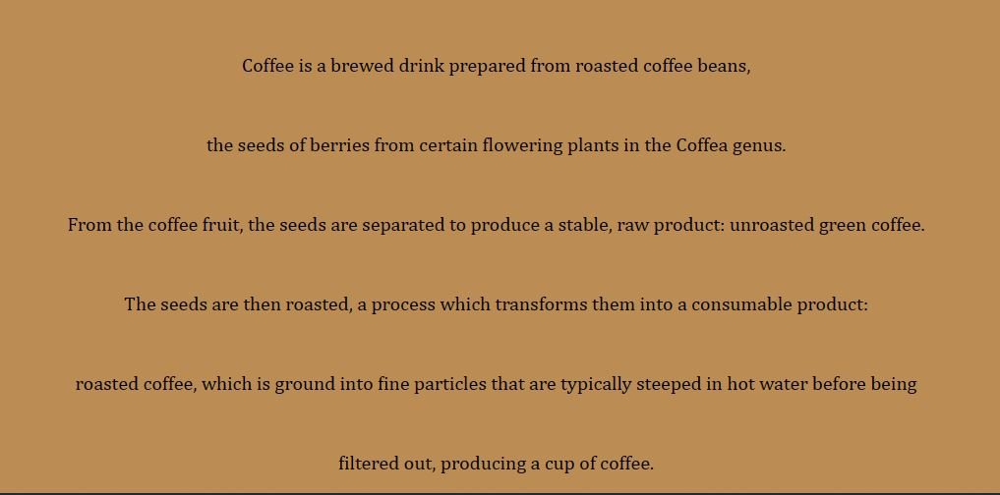 Coffee is a brewed drink prepared from roasted coffee beans,
the seeds of berries from certain flowering plants in the Coffea genus.
From the coffee fruit, the seeds are separated to produce a stable, raw product: unroasted green coffee.
The seeds are then roasted, a process which transforms them into a consumable product:
roasted coffee, which is ground into fine particles that are typically steeped in hot water before being
filtered out, producing a cup of coffee.